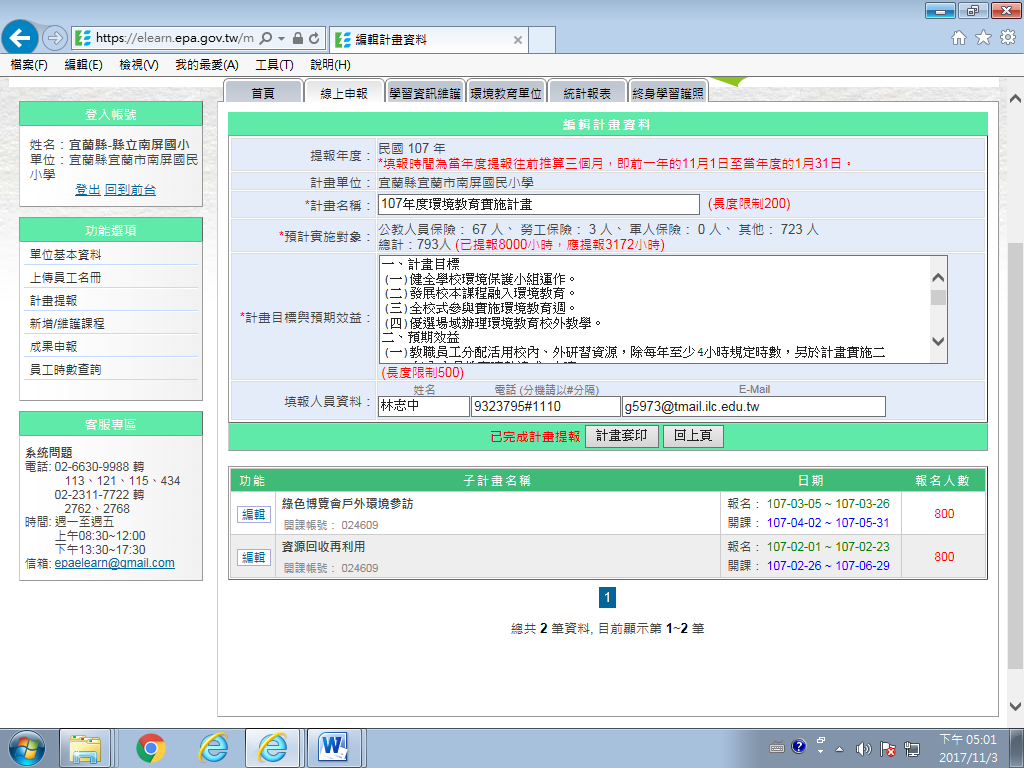 https://elearn.epa.gov.tw/m
編輯計畫資料
檔案(F) 編輯(E) 檢視(V) 我的最愛(A) 工具(T) 說明(H)
首頁 線上申報 學習資訊維護 環境教育單位 統計報表 終身學習護照
登入帳號
姓名：宜蘭縣-縣立南屏國小
單位：宜蘭縣宜蘭市南屏國民
小學
登出 回到前台
功能選項
單位基本資料
上傳員工名冊
計畫提報
新增/維護課程
成果申報
員工時數查詢
客服專區
系統問題
電話: 02-6630-9988 轉
113、121、115、434
02-2311-7722 轉
2762、2768
時間: 週一至週五
上午08:30~12:00
下午13:30~17:30
信箱: epaelearn@gmail.com
編輯計畫資料
提報年度： 民國 107 年
*填報時間為當年度提報往前推算三個月，即前一年的11月1日至當年度的1月31日。
計畫單位： 宜蘭縣宜蘭市南屏國民小學
*計畫名稱： 107年度環境教育實施計畫 (長度限制200)
*預計實施對象： 公教人員保險： 67 人、 勞工保險： 3 人、 軍人保險： 0 人、 其他： 723 人
總計：793人 (已提報8000小時，應提報3172小時)
*計畫目標與預期效益：
一、計畫目標
(一)健全學校環境保護小組運作。
(二)發展校本課程融入環境教育。
(三)全校式參與實施環境教育週。
(四)優選場域辦理環境教育校外教學。
二、預期效益
(一)教職員工分配活用校內、外研習資源，除每年至少4小時規定時數，另於計畫實施二
(長度限制500)
姓名 電話 (分機請以#分隔) E-Mail
填報人員資料： 林志中 9323795#1110 g5973@tmail.ilc.edu.tw
已完成計畫提報 計畫套印 回上頁
功能 子計畫名稱 日期 報名人數
編輯 綠色博覽會戶外環境參訪 報名： 107-03-05 ~ 107-03-26 800
開課帳號： 024609 開課： 107-04-02 ~ 107-05-31
編輯 資源回收再利用 報名： 107-02-01 ~ 107-02-23 800
開課帳號： 024609 開課： 107-02-26 ~ 107-06-29
1
總共 2 筆資料, 目前顯示第 1~2 筆
下午 05:01
2017/11/3